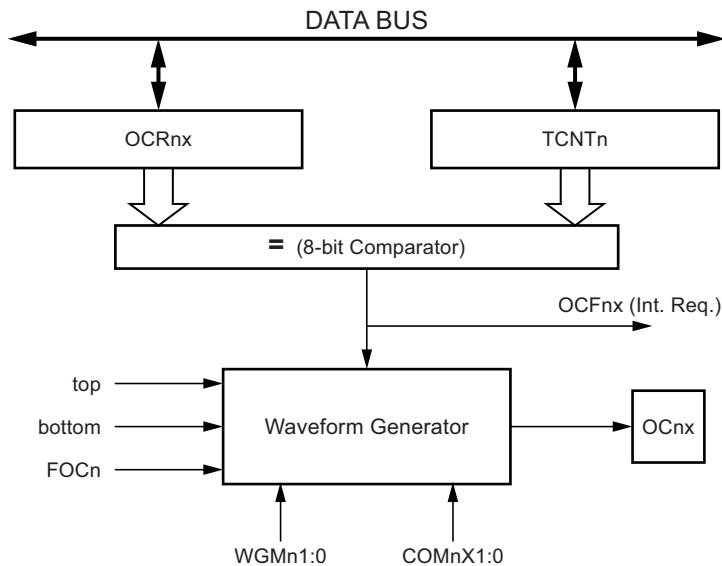 DATA BUS
OCRnx
TCNTn
= (8-bit Comparator)
OCFnx (Int. Req.)
top
bottom
FOCn
Waveform Generator
OCnx
WGMn1:0
COMnX1:0